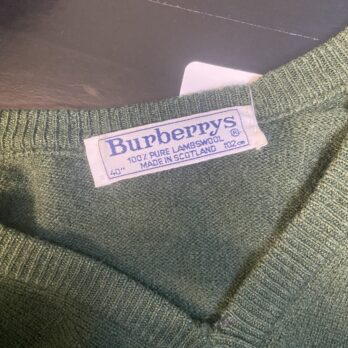 Burberrys®
100% PURE LAMBSWOOL
40" MADE IN SCOTLAND 102cm